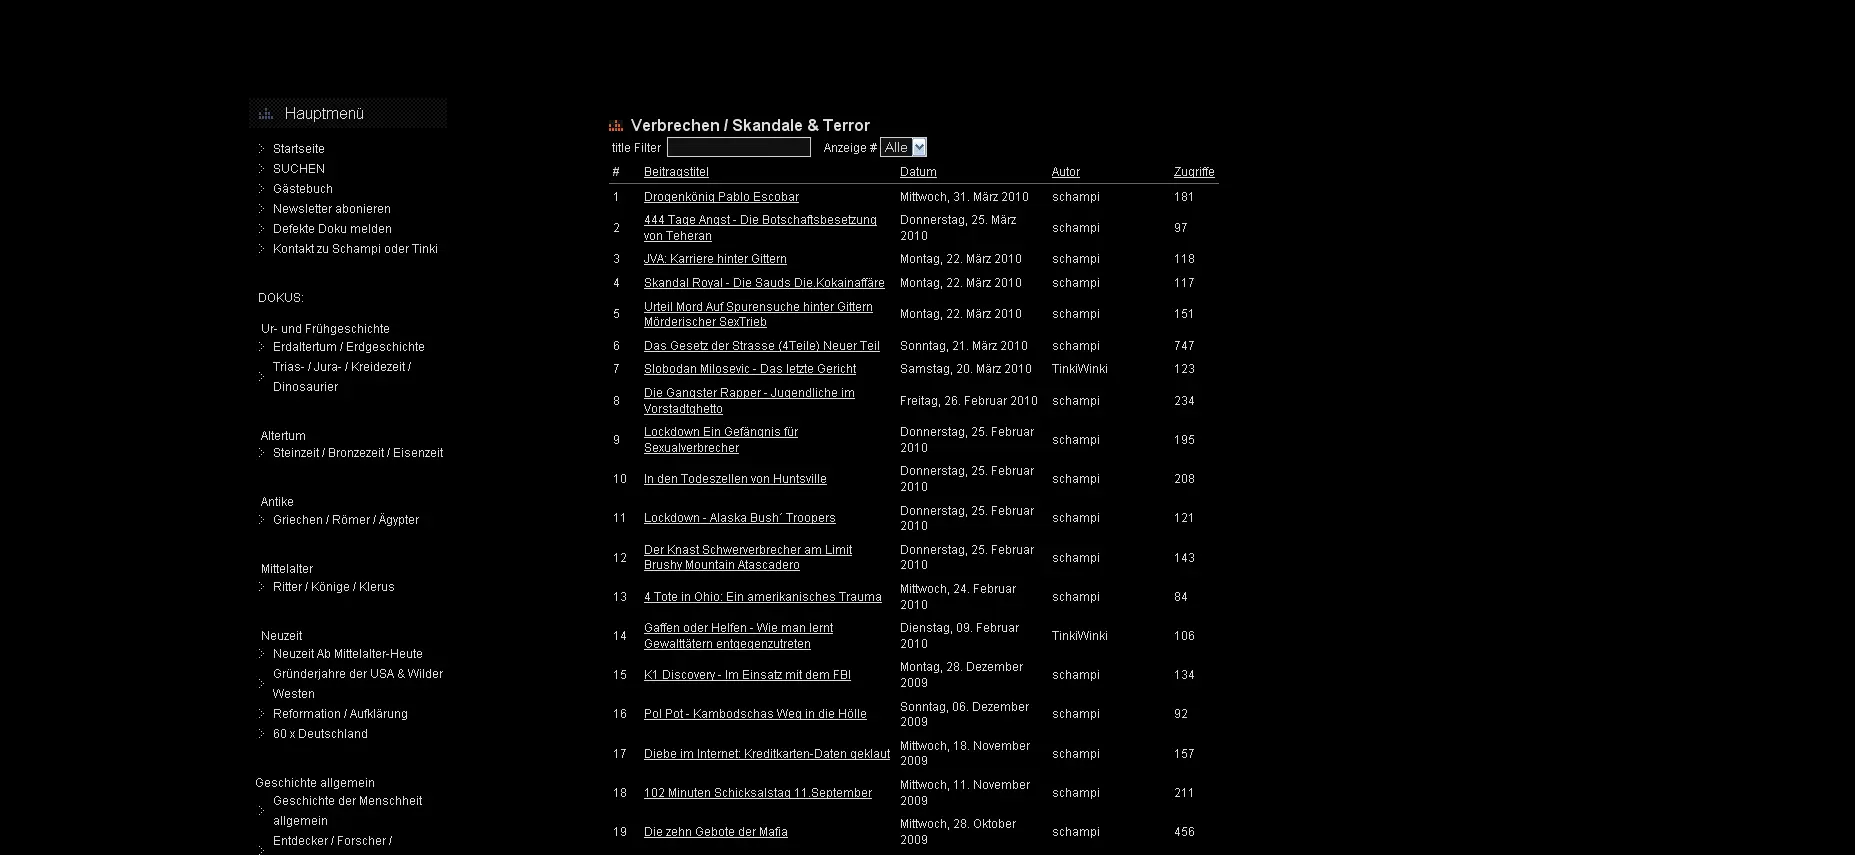 Hauptmenü
Startseite
SUCHEN
Gästebuch
Newsletter abonieren
Defekte Doku melden
Kontakt zu Schampi oder Tinki
DOKUS:
Ur- und Frühgeschichte
Erdaltertum / Erdgeschichte
Trias- / Jura- / Kreidezeit /
Dinosaurier
Altertum
Steinzeit / Bronzezeit / Eisenzeit
Antike
Griechen / Römer / Ägypter
Mittelalter
Ritter / Könige / Klerus
Neuzeit
Neuzeit Ab Mittelalter-Heute
Gründerjahre der USA & Wilder
Westen
Reformation / Aufklärung
60 x Deutschland
Geschichte allgemein
Geschichte der Menschheit
allgemein
Entdecker / Forscher /
Verbrechen / Skandale & Terror
title Filter Anzeige # Alle
# Beitragstitel Datum Autor Zugriffe
1 Drogenkönig Pablo Escobar Mittwoch, 31. März 2010 schampi 181
2 444 Tage Angst - Die Botschaftsbesetzung
von Teheran Donnerstag, 25. März
2010 schampi 97
3 JVA: Karriere hinter Gittern Montag, 22. März 2010 schampi 118
4 Skandal Royal - Die Sauds Die.Kokainaffäre Montag, 22. März 2010 schampi 117
5 Urteil Mord Auf Spurensuche hinter Gittern
Mörderischer SexTrieb Montag, 22. März 2010 schampi 151
6 Das Gesetz der Strasse (4Teile) Neuer Teil Sonntag, 21. März 2010 schampi 747
7 Slobodan Milosevic - Das letzte Gericht Samstag, 20. März 2010 TinkiWinki 123
8 Die Gangster Rapper - Jugendliche im
Vorstadtghetto Freitag, 26. Februar 2010 schampi 234
9 Lockdown Ein Gefängnis für
Sexualverbrecher Donnerstag, 25. Februar
2010 schampi 195
10 In den Todeszellen von Huntsville Donnerstag, 25. Februar
2010 schampi 208
11 Lockdown - Alaska Bush´ Troopers Donnerstag, 25. Februar
2010 schampi 121
12 Der Knast Schwerverbrecher am Limit
Brushy Mountain Atascadero Donnerstag, 25. Februar
2010 schampi 143
13 4 Tote in Ohio: Ein amerikanisches Trauma Mittwoch, 24. Februar
2010 schampi 84
14 Gaffen oder Helfen - Wie man lernt
Gewalttätern entgegenzutreten Dienstag, 09. Februar
2010 TinkiWinki 106
15 K1 Discovery - Im Einsatz mit dem FBI Montag, 28. Dezember
2009 schampi 134
16 Pol Pot - Kambodschas Weg in die Hölle Sonntag, 06. Dezember
2009 schampi 92
17 Diebe im Internet: Kreditkarten-Daten geklaut Mittwoch, 18. November
2009 schampi 157
18 102 Minuten Schicksalstag 11.September Mittwoch, 11. November
2009 schampi 211
19 Die zehn Gebote der Mafia Mittwoch, 28. Oktober
2009 schampi 456